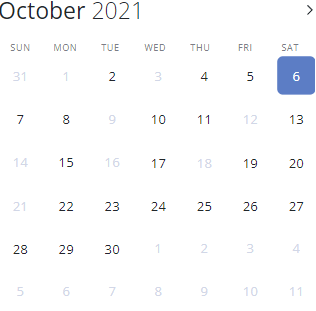 October 2021 >
SUN MON TUE WED THU FRI SAT
31 1 2 3 4 5 6
7 8 9 10 11 12 13
14 15 16 17 18 19 20
21 22 23 24 25 26 27
28 29 30 1 2 3 4
5 6 7 8 9 10 11